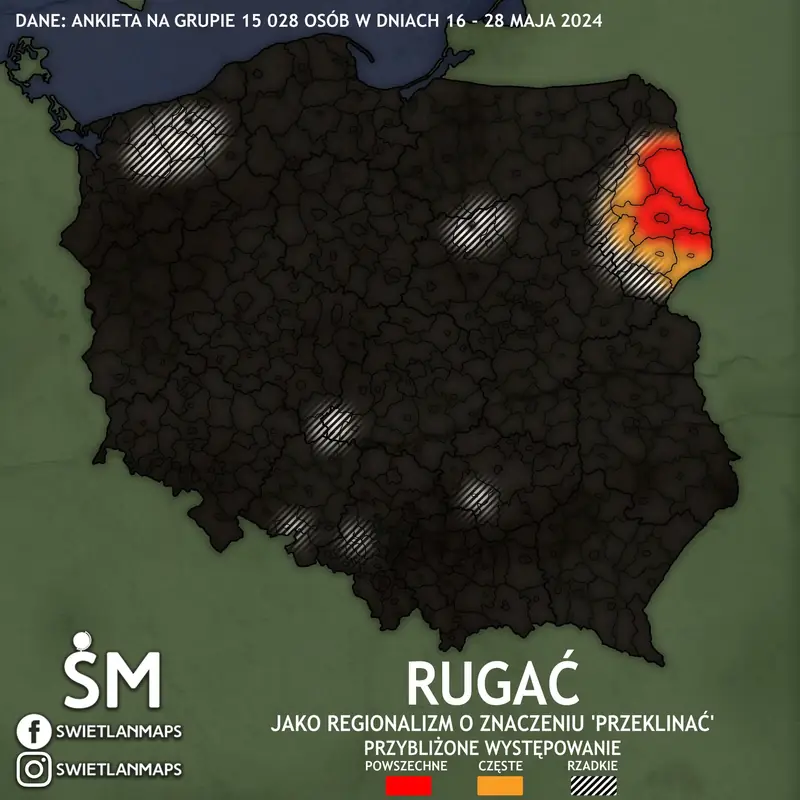 DANE: ANKIETA NA GRUPIE 15 028 OSÓB W DNIACH 16 - 28 MAJA 2024
ŚM
SWIETLANMAPS
SWIETLANMAPS
RUGAĆ
JAKO REGIONALIZM O ZNACZENIU 'PRZEKLINAĆ'
PRZYBLIŻONE WYSTĘPOWANIE
POWSZECHNE CZĘSTE RZADKIE